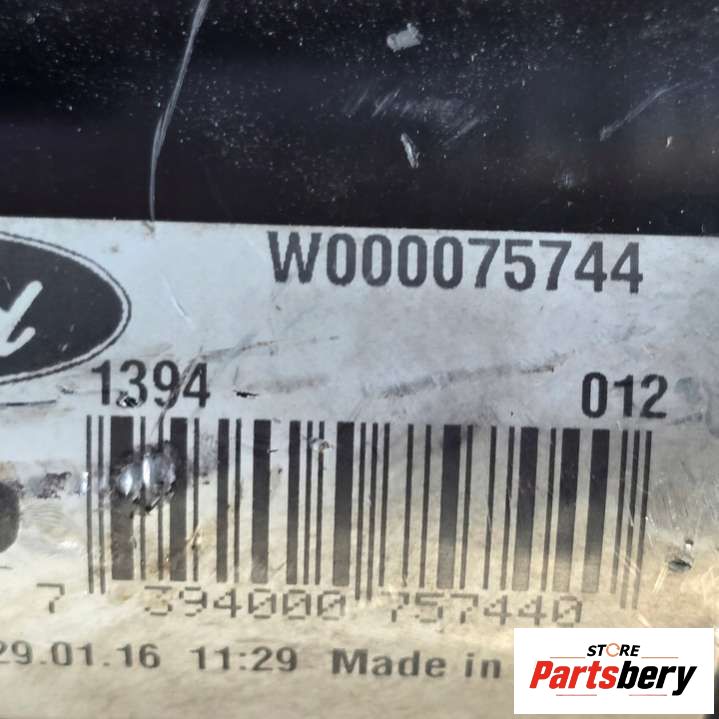 W000075744
1394 012
7 394000 757440
29.01.16 11:29 Made in
STORE
Partsbery